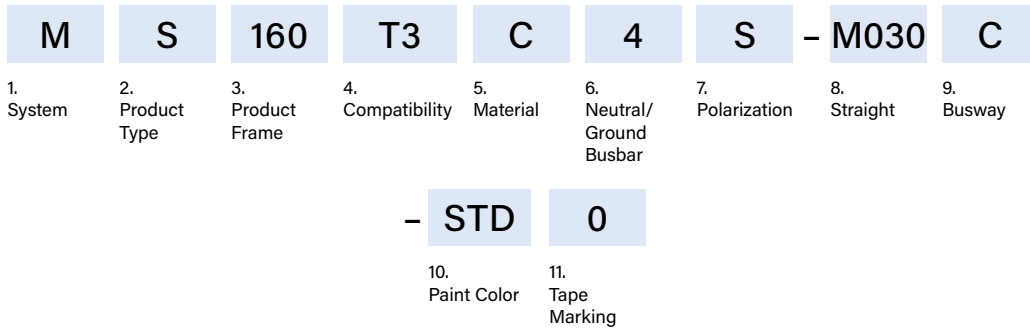 M S 160 T3 C 4 S – M030 C
1. 2. 3. 4. 5. 6. 7. 8. 9.
System Product Product Compatibility Material Neutral/ Polarization Straight Busway
Type Frame Ground
Busbar
– STD 0
10. 11.
Paint Color Tape
Marking